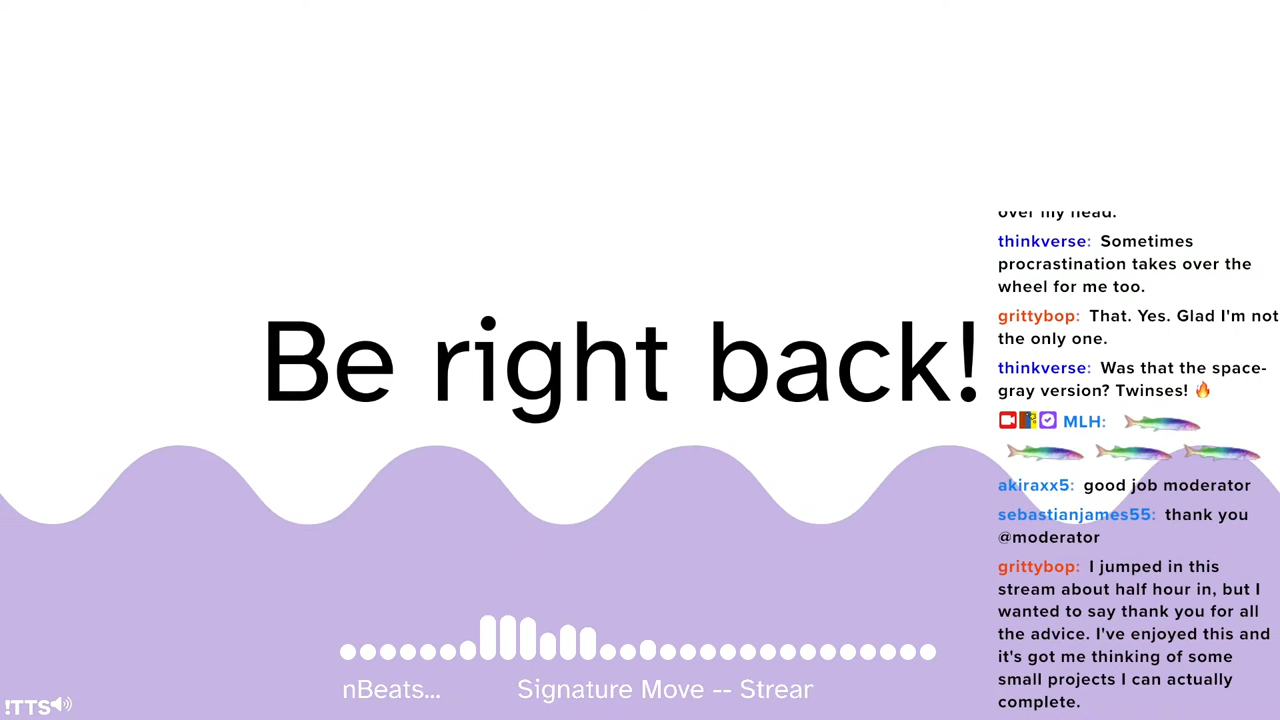 Be right back!
over my head.
thinkverse: Sometimes
procrastination takes over the
wheel for me too.
grittybop: That. Yes. Glad I'm not
the only one.
thinkverse: Was that the space-
gray version? Twinses! 🔥
MLH:
akiraxx5: good job moderator
sebastianjames55: thank you
@moderator
grittybop: I jumped in this
stream about half hour in, but I
wanted to say thank you for all
the advice. I've enjoyed this and
it's got me thinking of some
small projects I can actually
complete.
nBeats... Signature Move -- Strear
!TTS